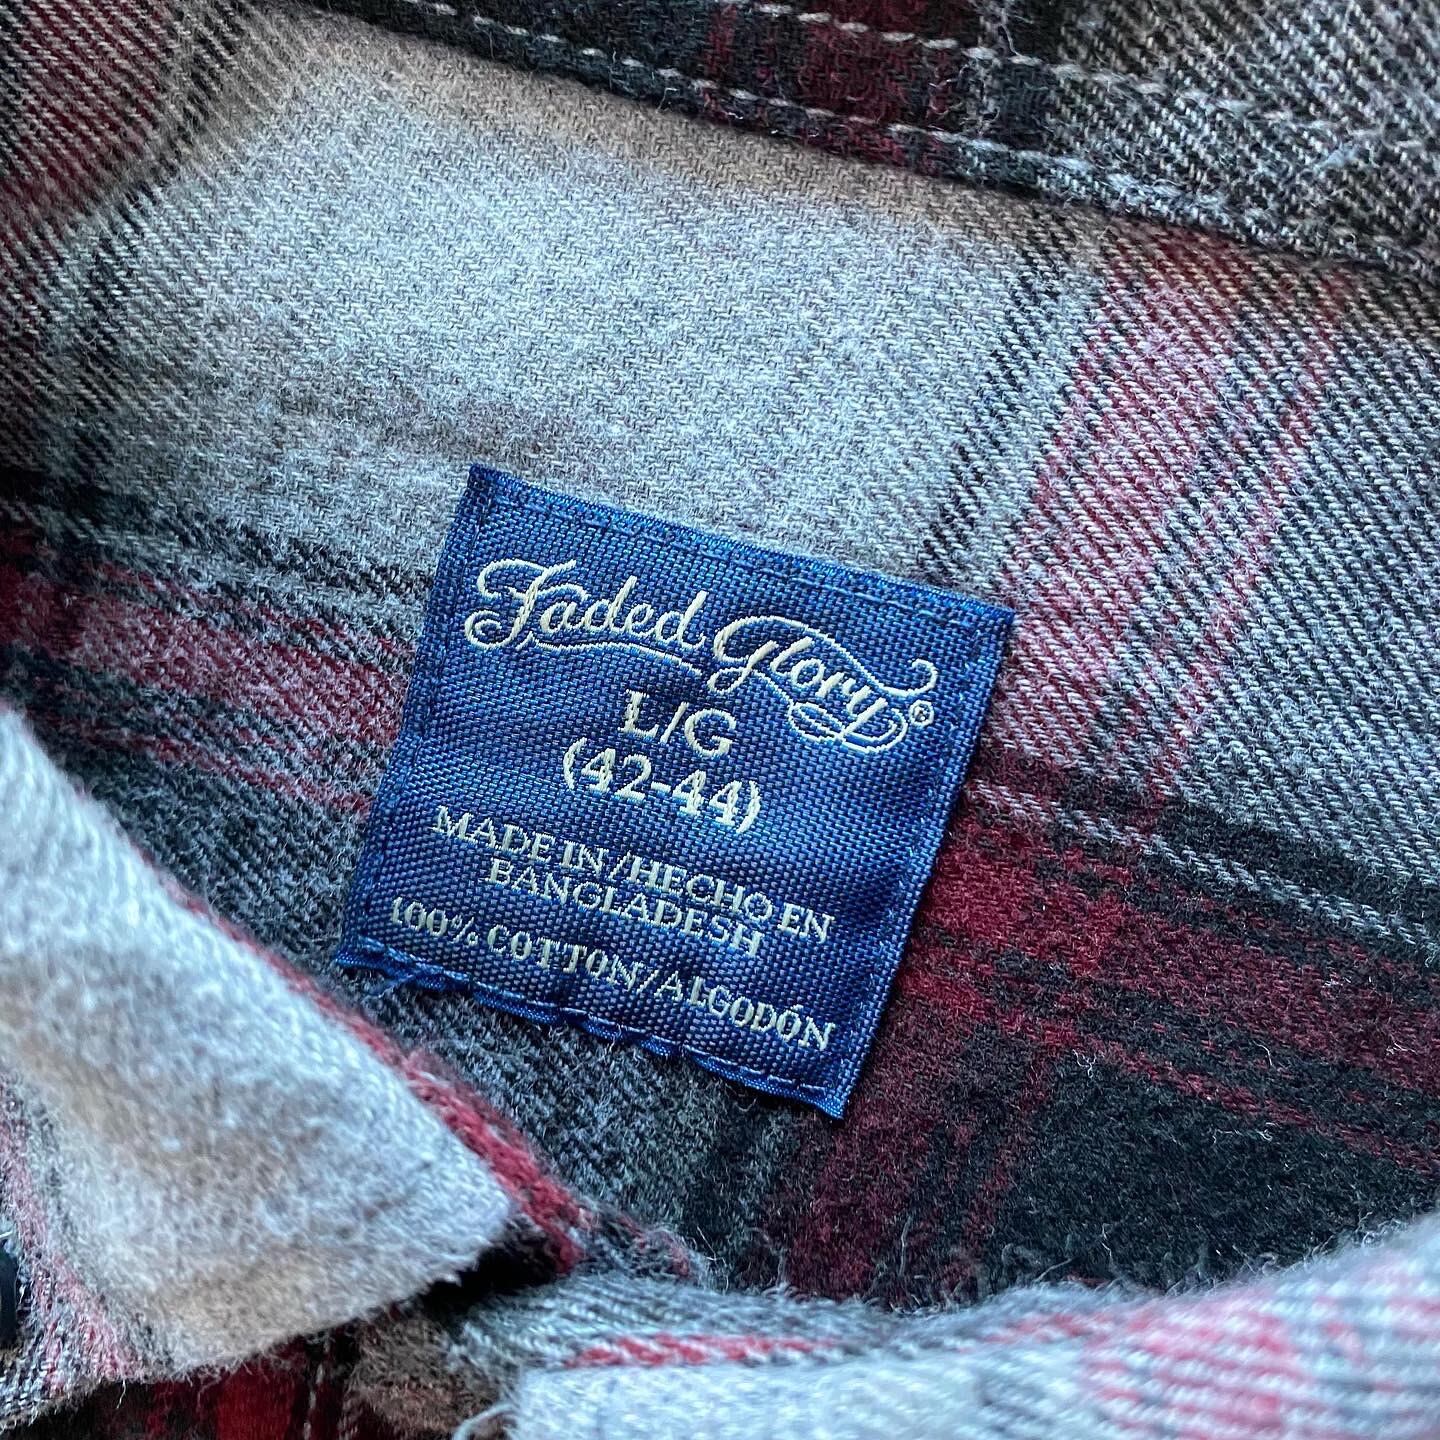 Faded Glory®
L/G
(42-44)
MADE IN/HECHO EN
BANGLADESH
100% COTTON/ALGODÓN